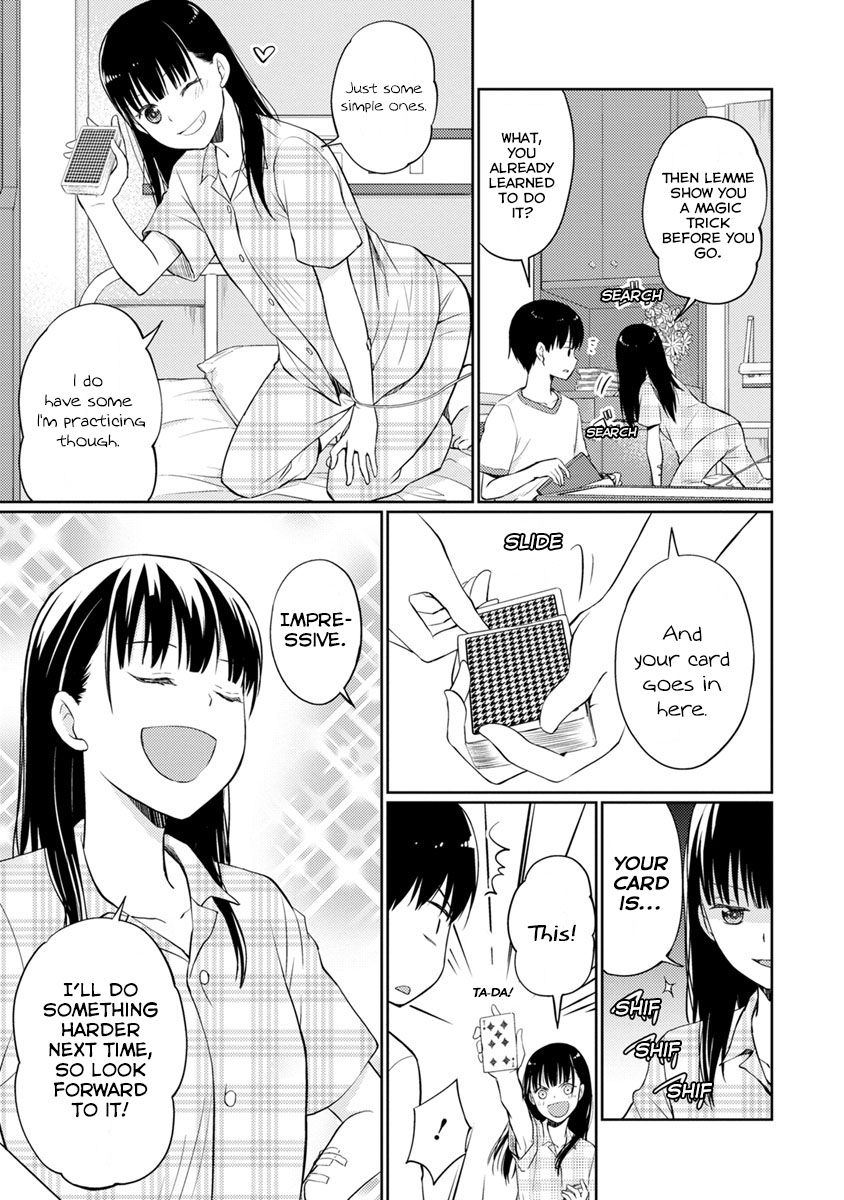 THEN LEMME
SHOW YOU
A MAGIC
TRICK
BEFORE YOU
GO.
WHAT,
YOU
ALREADY
LEARNED
TO DO
IT?
SEARCH
SEARCH
Just some
simple ones.
I do
have some
I'm practicing
though.
And
your card
goes in
here.
SLIDE
YOUR
CARD
IS...
SHIF
SHIF
SHIF
This!
TA-DA!
!
IMPRE-
SSIVE.
I'LL DO
SOMETHING
HARDER
NEXT TIME,
SO LOOK
FORWARD
TO IT!